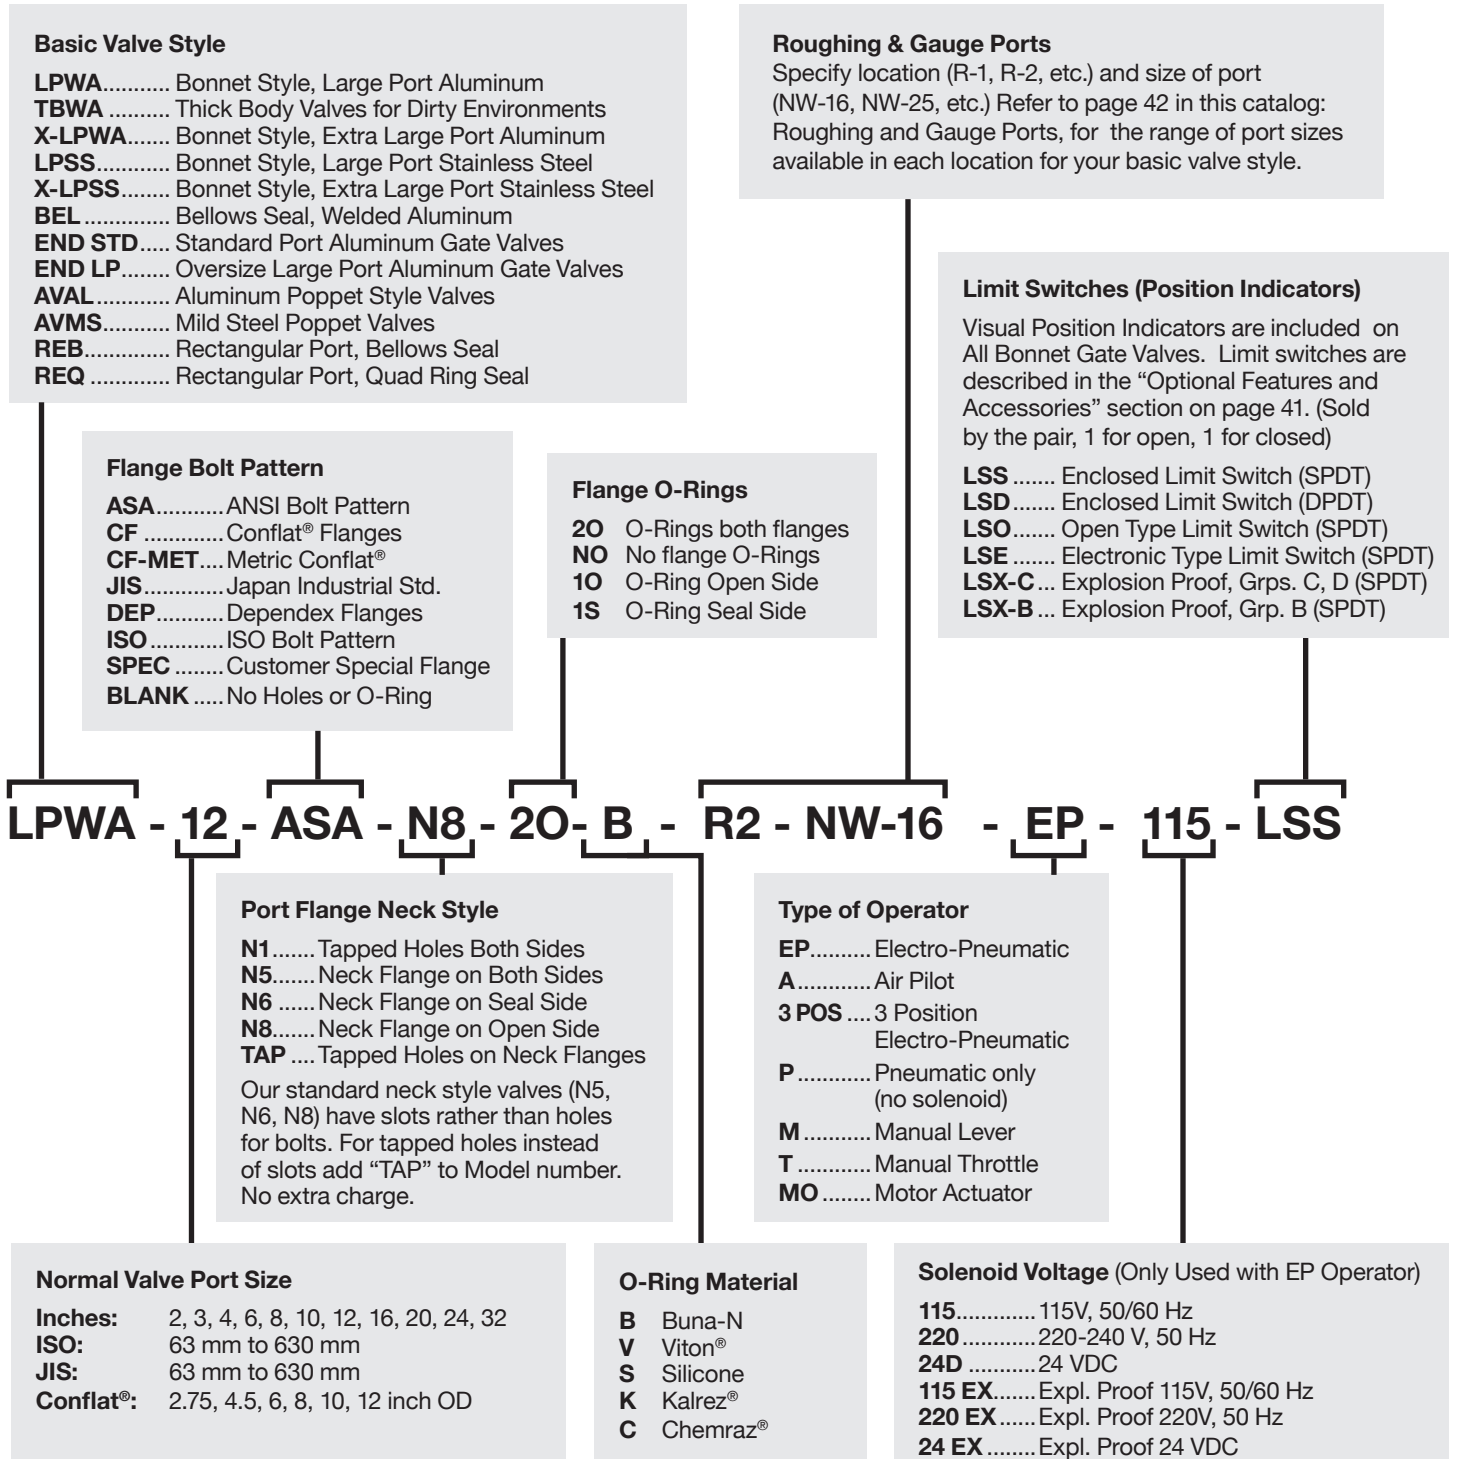 Basic Valve Style
LPWA........... Bonnet Style, Large Port Aluminum
TBWA .......... Thick Body Valves for Dirty Environments
X-LPWA....... Bonnet Style, Extra Large Port Aluminum
LPSS............ Bonnet Style, Large Port Stainless Steel
X-LPSS........ Bonnet Style, Extra Large Port Stainless Steel
BEL .............. Bellows Seal, Welded Aluminum
END STD..... Standard Port Aluminum Gate Valves
END LP........ Oversize Large Port Aluminum Gate Valves
AVAL............ Aluminum Poppet Style Valves
AVMS........... Mild Steel Poppet Valves
REB.............. Rectangular Port, Bellows Seal
REQ ............. Rectangular Port, Quad Ring Seal
Roughing & Gauge Ports
Specify location (R-1, R-2, etc.) and size of port
(NW-16, NW-25, etc.) Refer to page 42 in this catalog:
Roughing and Gauge Ports, for the range of port sizes
available in each location for your basic valve style.
Limit Switches (Position Indicators)
Visual Position Indicators are included on
All Bonnet Gate Valves. Limit switches are
described in the “Optional Features and
Accessories” section on page 41. (Sold
by the pair, 1 for open, 1 for closed)
LSS ....... Enclosed Limit Switch (SPDT)
LSD ....... Enclosed Limit Switch (DPDT)
LSO....... Open Type Limit Switch (SPDT)
LSE ....... Electronic Type Limit Switch (SPDT)
LSX-C ... Explosion Proof, Grps. C, D (SPDT)
LSX-B ... Explosion Proof, Grp. B (SPDT)
Flange Bolt Pattern
ASA...........ANSI Bolt Pattern
CF ............Conflat® Flanges
CF-MET....Metric Conflat®
JIS.............Japan Industrial Std.
DEP...........Dependex Flanges
ISO ............ISO Bolt Pattern
SPEC ........Customer Special Flange
BLANK .....No Holes or O-Ring
Flange O-Rings
2O O-Rings both flanges
NO No flange O-Rings
1O O-Ring Open Side
1S O-Ring Seal Side
LPWA - 12 - ASA - N8 - 2O- B - R2 - NW-16 - EP - 115 - LSS
Port Flange Neck Style
N1.......Tapped Holes Both Sides
N5.......Neck Flange on Both Sides
N6 ......Neck Flange on Seal Side
N8.......Neck Flange on Open Side
TAP ....Tapped Holes on Neck Flanges
Our standard neck style valves (N5,
N6, N8) have slots rather than holes
for bolts. For tapped holes instead
of slots add “TAP” to Model number.
No extra charge.
Type of Operator
EP..........Electro-Pneumatic
A............Air Pilot
3 POS ....3 Position
Electro-Pneumatic
P............Pneumatic only
(no solenoid)
M ...........Manual Lever
T ............Manual Throttle
MO ........Motor Actuator
Normal Valve Port Size
Inches: 2, 3, 4, 6, 8, 10, 12, 16, 20, 24, 32
ISO: 63 mm to 630 mm
JIS: 63 mm to 630 mm
Conflat®: 2.75, 4.5, 6, 8, 10, 12 inch OD
O-Ring Material
B Buna-N
V Viton®
S Silicone
K Kalrez®
C Chemraz®
Solenoid Voltage (Only Used with EP Operator)
115.............115V, 50/60 Hz
220 ............220-240 V, 50 Hz
24D ...........24 VDC
115 EX.......Expl. Proof 115V, 50/60 Hz
220 EX ......Expl. Proof 220V, 50 Hz
24 EX ........Expl. Proof 24 VDC